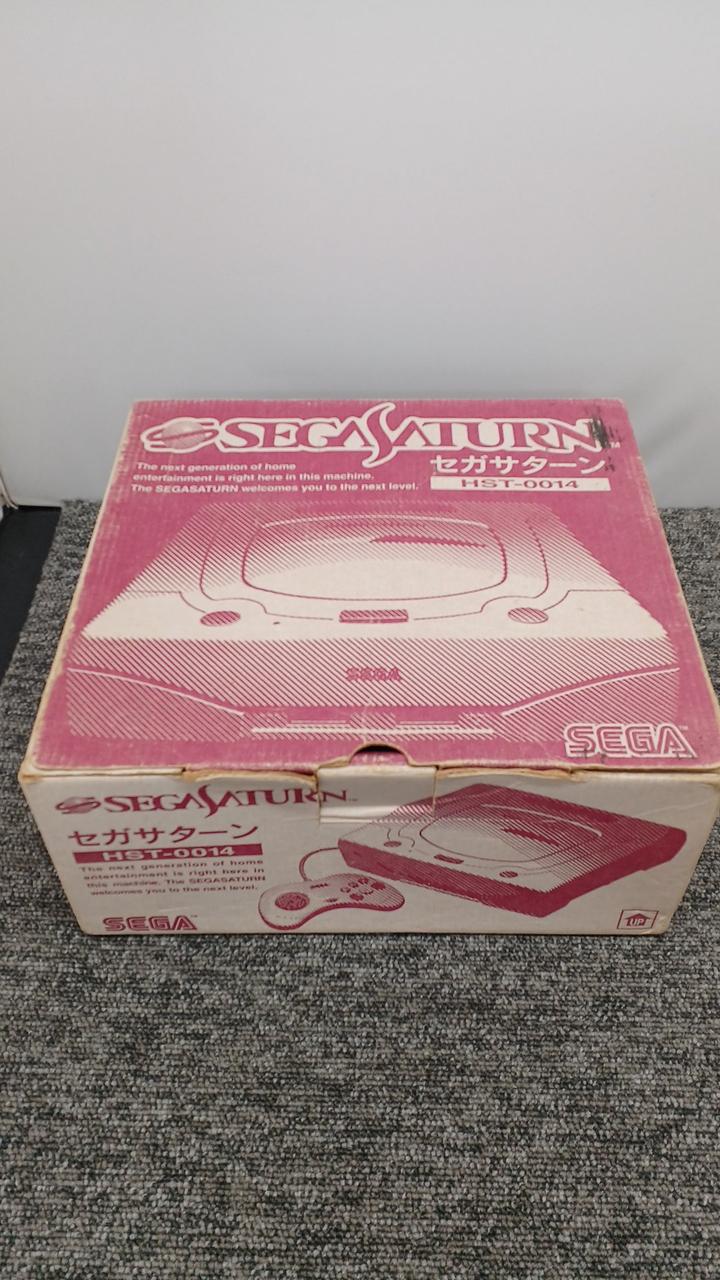 SEGASATURN
The next generation of home
entertainment is right here in this machine.
The SEGASATURN welcomes you to the next level.
セガサターン
HST-0014
SEGA
SEGA™
SEGASATURN™
セガサターン
HST-0014
The next generation of home
entertainment is right here in
this machine. The SEGASATURN
welcomes you to the next level.
SEGA™
UP